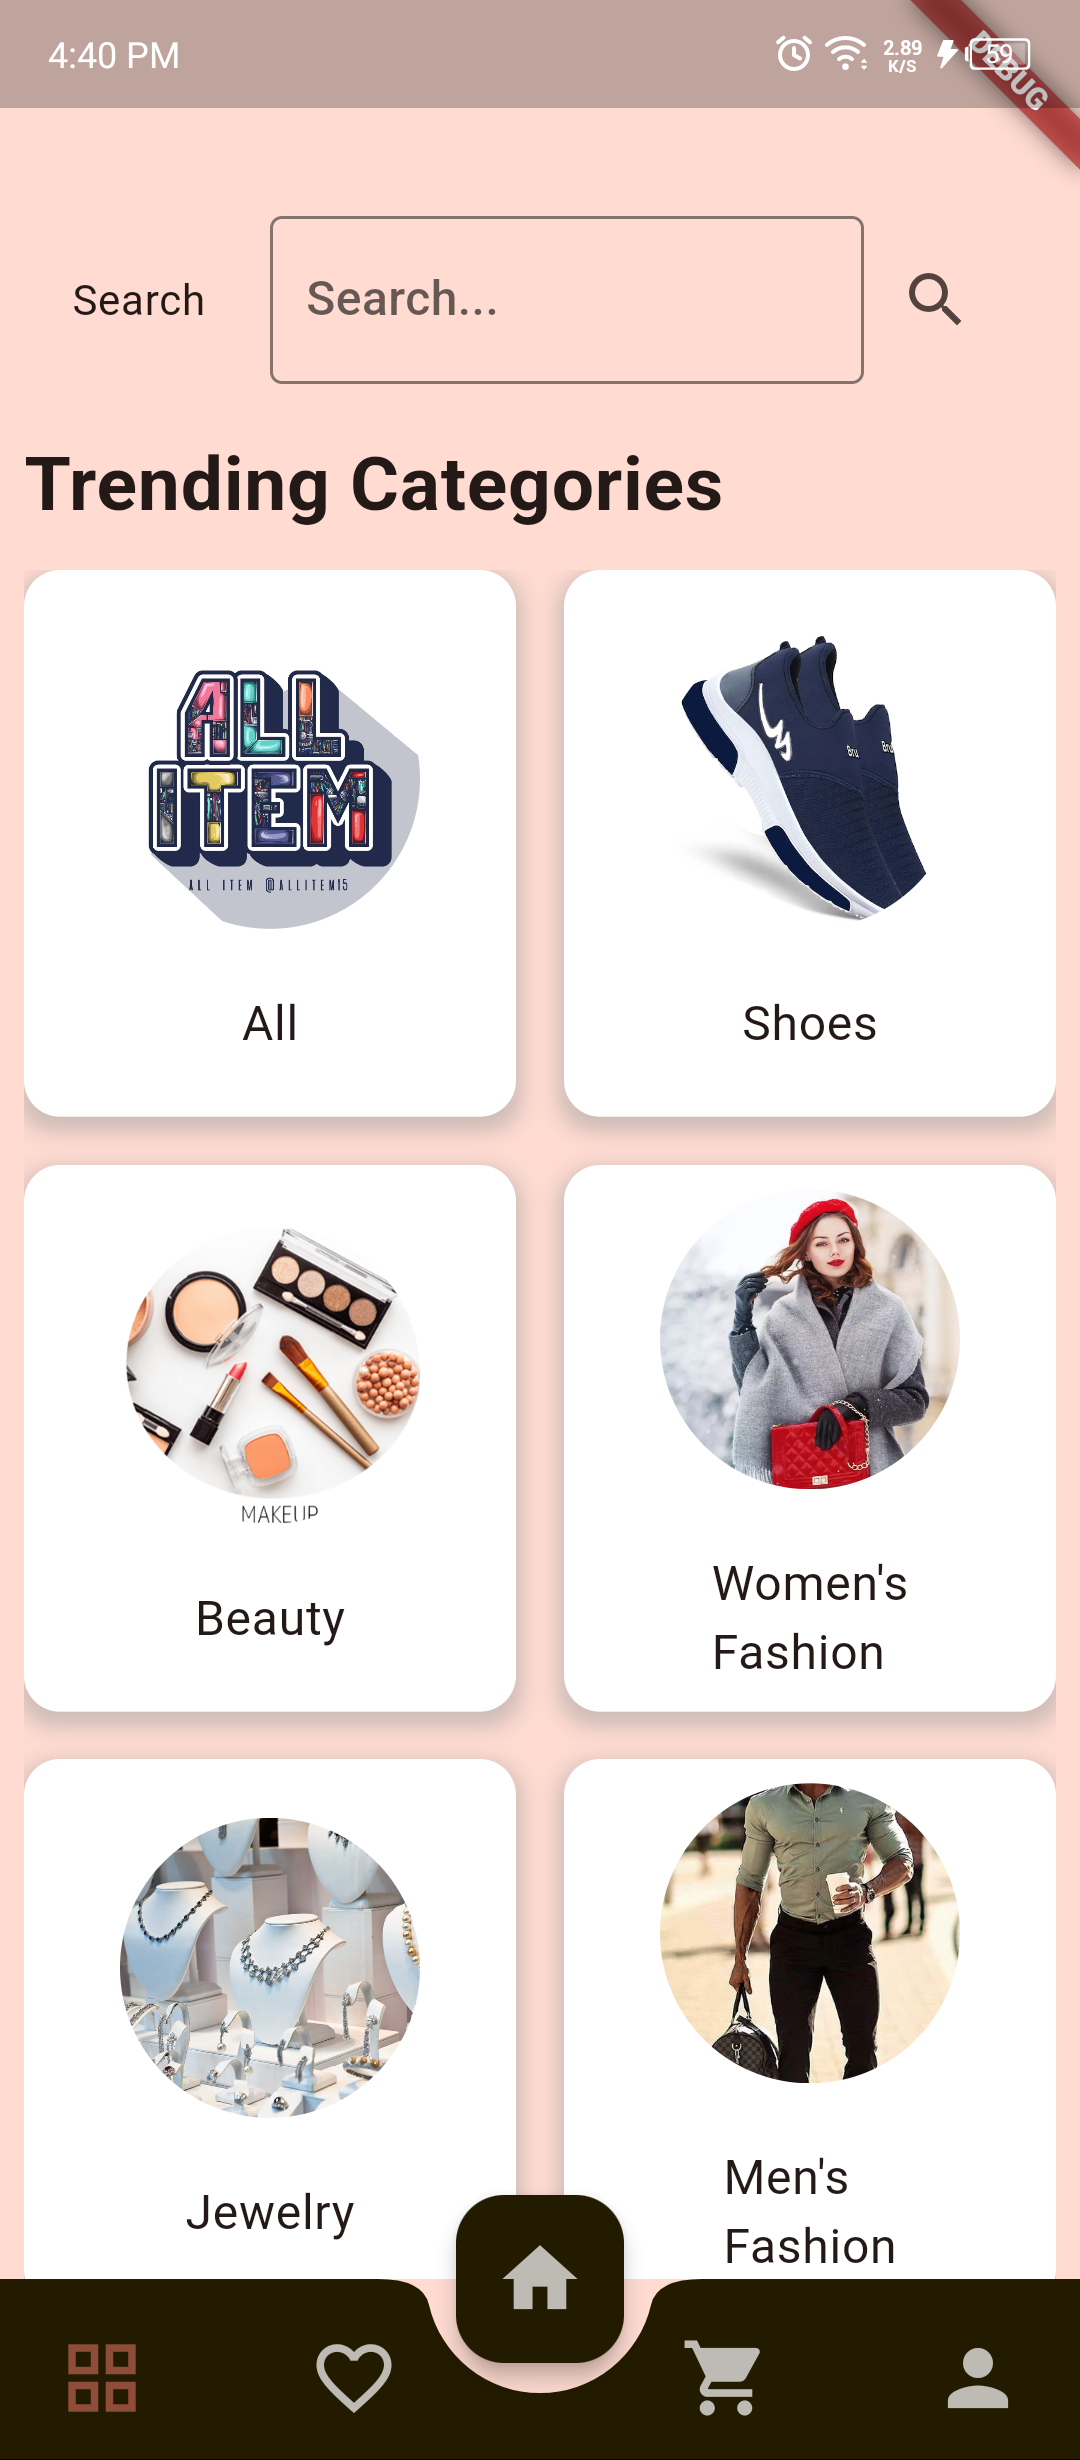 4:40 PM
2.89
K/S
59
DEBUG
Search
Search...
Trending Categories
ALL
ITEM
ALL ITEM @ALLITEM15
Bru
All
Shoes
MAKEUP
Beauty
Women's
Fashion
Jewelry
Men's
Fashion